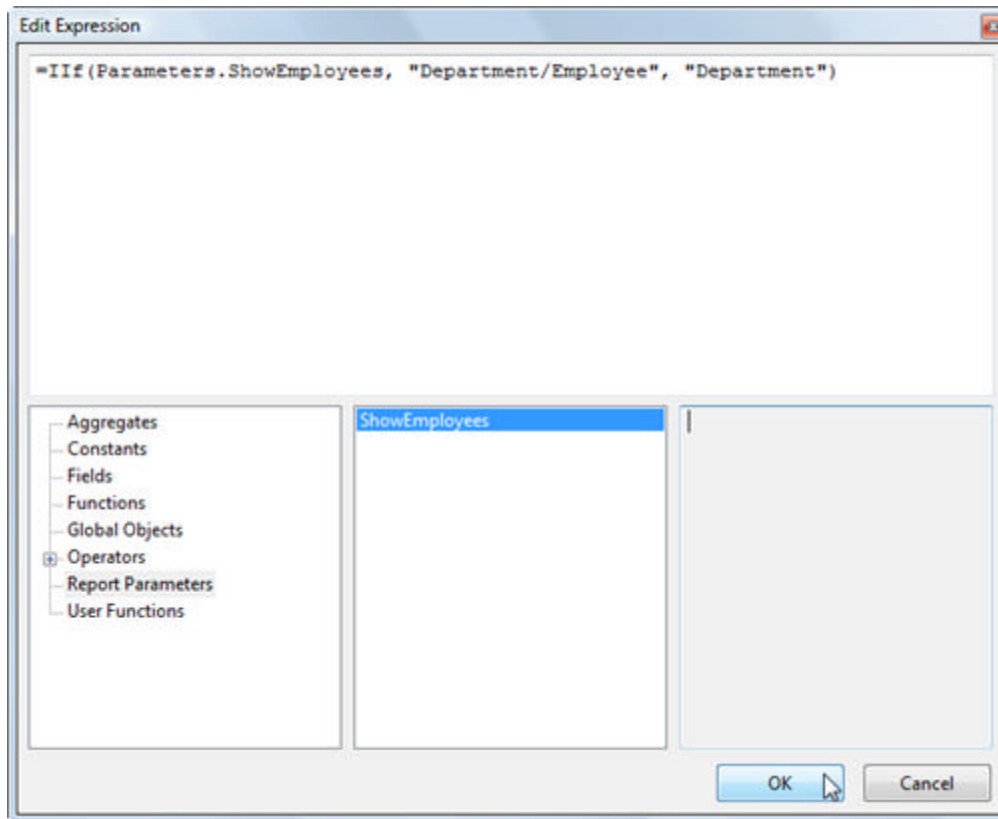 Edit Expression
=IIf(Parameters.ShowEmployees, "Department/Employee", "Department")
Aggregates
Constants
Fields
Functions
Global Objects
Operators
Report Parameters
User Functions
ShowEmployees
OK
Cancel